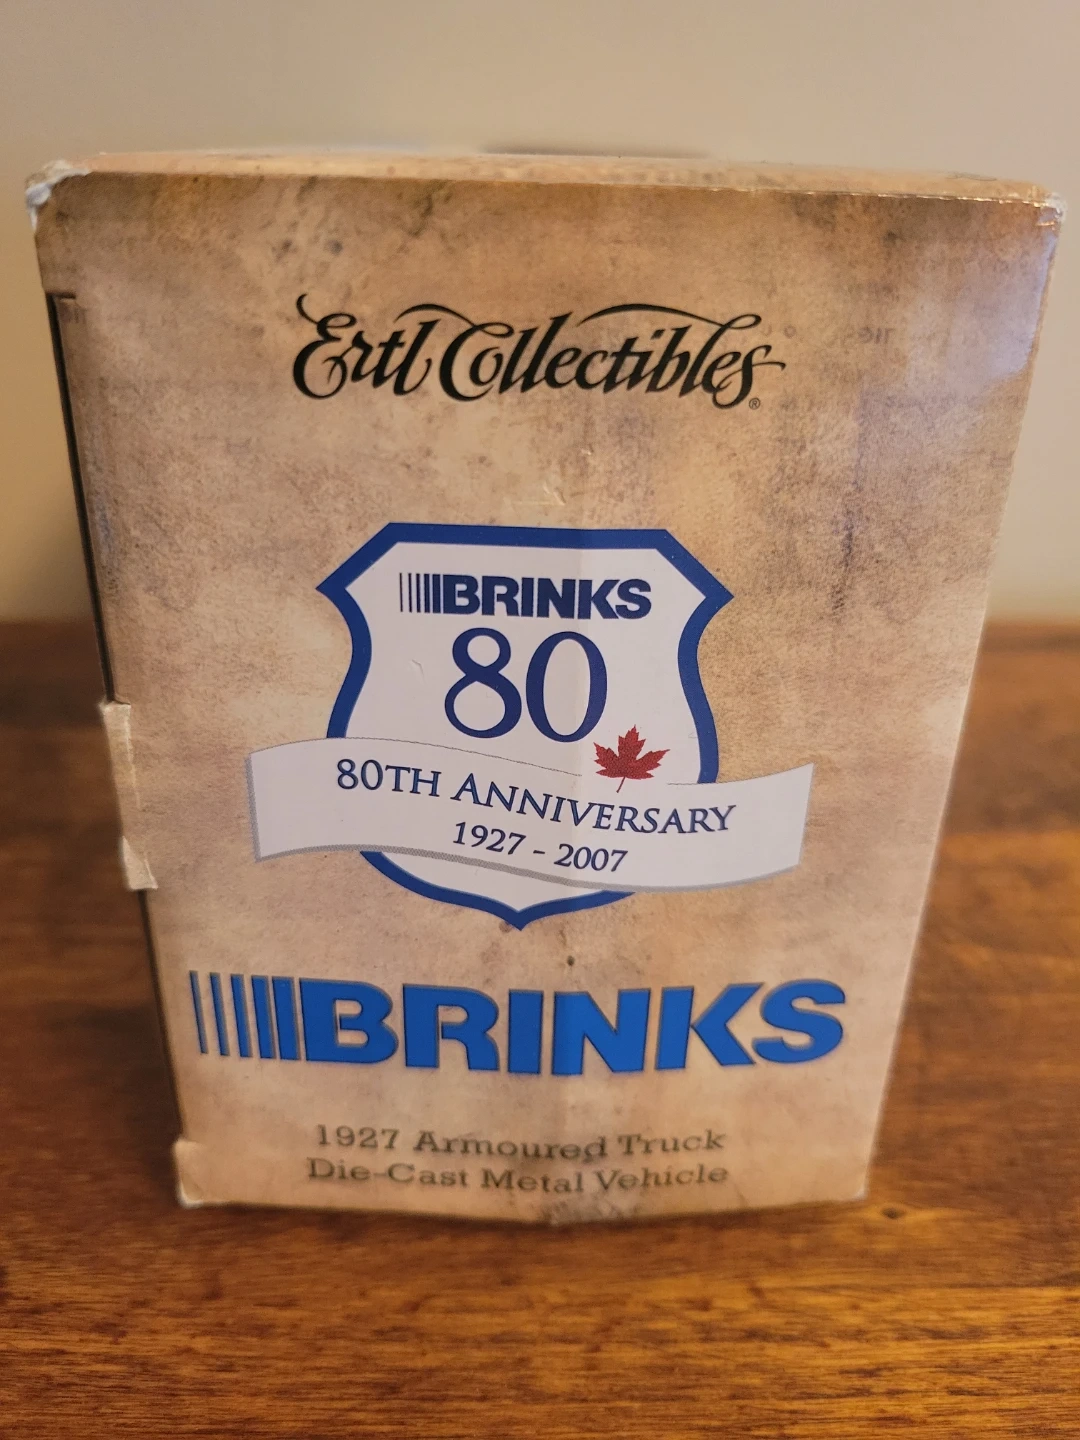 Ertl Collectibles®
BRINKS
80
80TH ANNIVERSARY
1927 - 2007
BRINKS
1927 Armoured Truck
Die-Cast Metal Vehicle